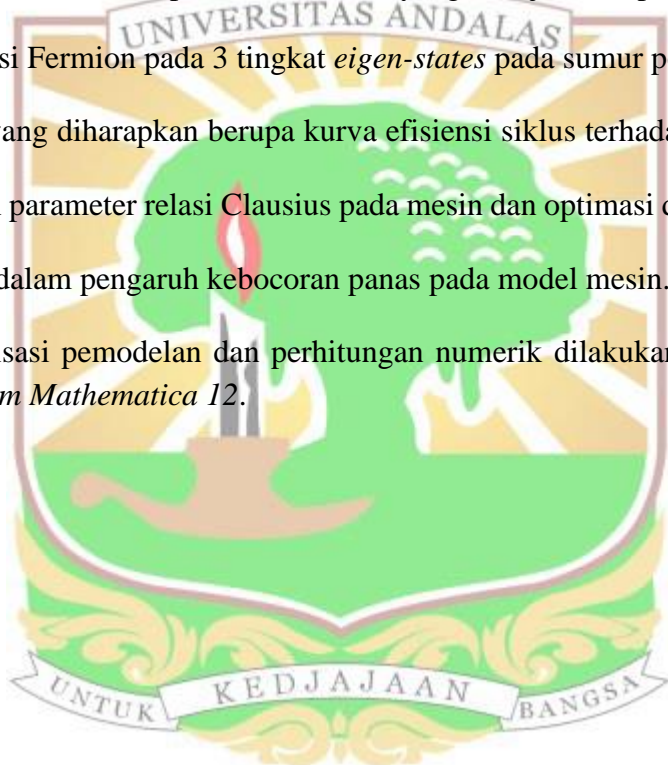 UNIVERSITAS ANDALAS
si Fermion pada 3 tingkat eigen-states pada sumur p
yang diharapkan berupa kurva efisiensi siklus terhada
parameter relasi Clausius pada mesin dan optimasi d
dalam pengaruh kebocoran panas pada model mesin.
sasi pemodelan dan perhitungan numerik dilakukan
m Mathematica 12.
UNTUK KEDJAJAAN BANGSA